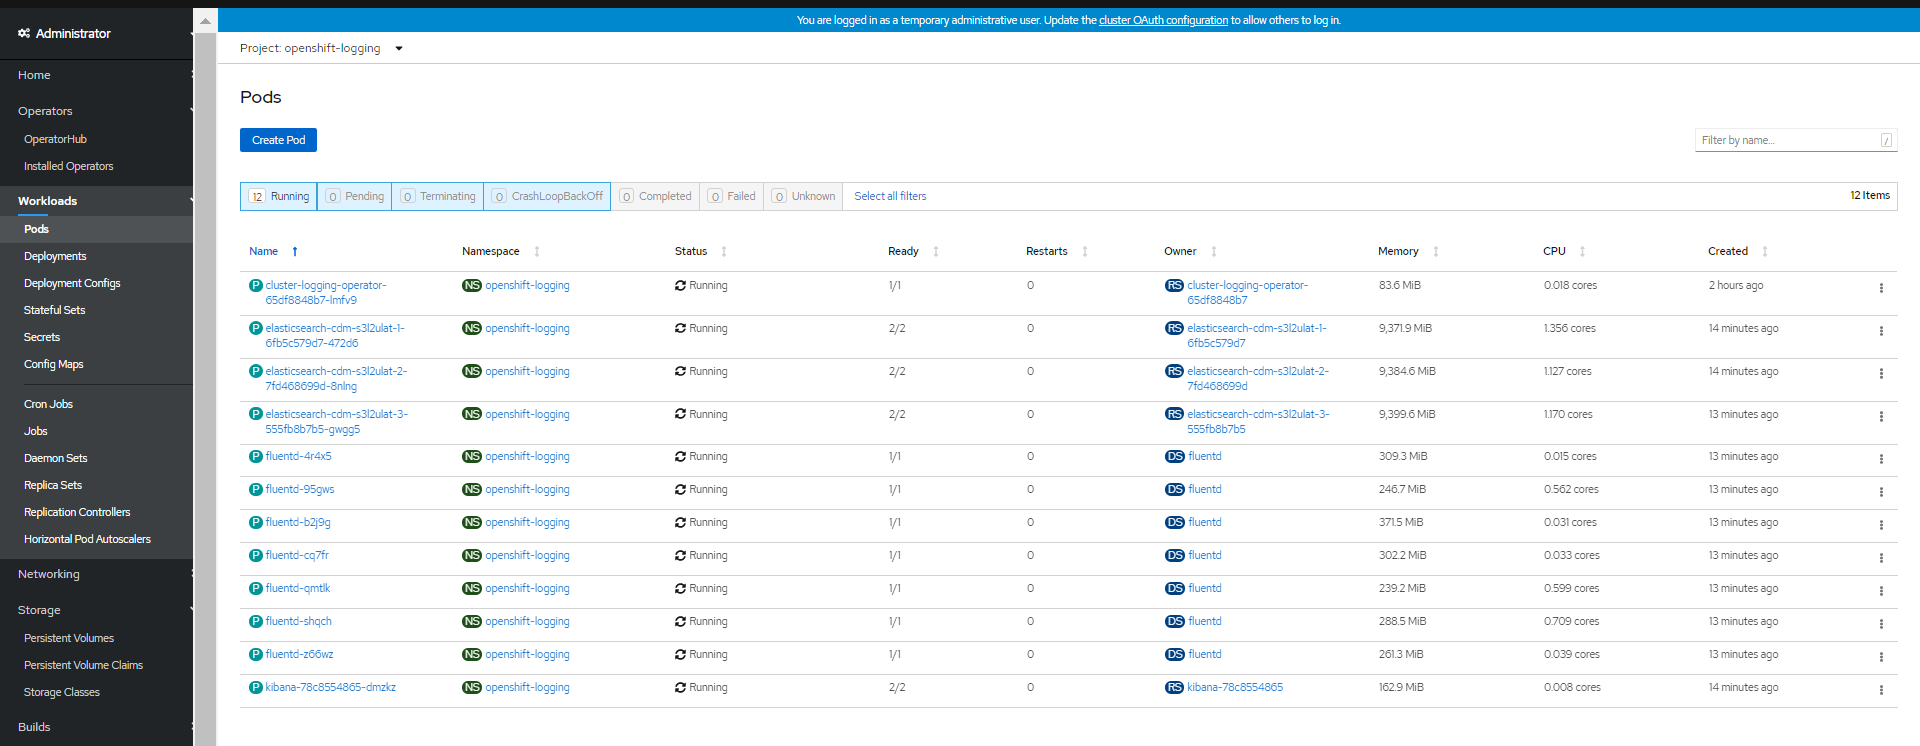 You are logged in as a temporary administrative user. Update the cluster OAuth configuration to allow others to log in.
Administrator
Home
Operators
OperatorHub
Installed Operators
Workloads
Pods
Deployments
Deployment Configs
Stateful Sets
Secrets
Config Maps
Cron Jobs
Jobs
Daemon Sets
Replica Sets
Replication Controllers
Horizontal Pod Autoscalers
Networking
Storage
Persistent Volumes
Persistent Volume Claims
Storage Classes
Builds
Project: openshift-logging
Pods
Create Pod
Filter by name... /
12 Running 0 Pending 0 Terminating 0 CrashLoopBackOff 0 Completed 0 Failed 0 Unknown Select all filters 12 Items
Name Namespace Status Ready Restarts Owner Memory CPU Created
P cluster-logging-operator- NS openshift-logging Running 1/1 0 RS cluster-logging-operator- 83.6 MiB 0.018 cores 2 hours ago
65df8848b7-lmfv9 65df8848b7
P elasticsearch-cdm-s3l2ulat-1- NS openshift-logging Running 2/2 0 RS elasticsearch-cdm-s3l2ulat-1- 9,371.9 MiB 1.356 cores 14 minutes ago
6fb5c579d7-472d6 6fb5c579d7
P elasticsearch-cdm-s3l2ulat-2- NS openshift-logging Running 2/2 0 RS elasticsearch-cdm-s3l2ulat-2- 9,384.6 MiB 1.127 cores 14 minutes ago
7fd468699d-8nlng 7fd468699d
P elasticsearch-cdm-s3l2ulat-3- NS openshift-logging Running 2/2 0 RS elasticsearch-cdm-s3l2ulat-3- 9,399.6 MiB 1.170 cores 13 minutes ago
555fb8b7b5-gwgg5 555fb8b7b5
P fluentd-4r4x5 NS openshift-logging Running 1/1 0 DS fluentd 309.3 MiB 0.015 cores 13 minutes ago
P fluentd-95gws NS openshift-logging Running 1/1 0 DS fluentd 246.7 MiB 0.562 cores 13 minutes ago
P fluentd-b2j9g NS openshift-logging Running 1/1 0 DS fluentd 371.5 MiB 0.031 cores 13 minutes ago
P fluentd-cq7fr NS openshift-logging Running 1/1 0 DS fluentd 302.2 MiB 0.033 cores 13 minutes ago
P fluentd-qmtlk NS openshift-logging Running 1/1 0 DS fluentd 239.2 MiB 0.599 cores 13 minutes ago
P fluentd-shqch NS openshift-logging Running 1/1 0 DS fluentd 288.5 MiB 0.709 cores 13 minutes ago
P fluentd-z66wz NS openshift-logging Running 1/1 0 DS fluentd 261.3 MiB 0.039 cores 13 minutes ago
P kibana-78c8554865-dmzkz NS openshift-logging Running 2/2 0 RS kibana-78c8554865 162.9 MiB 0.008 cores 14 minutes ago